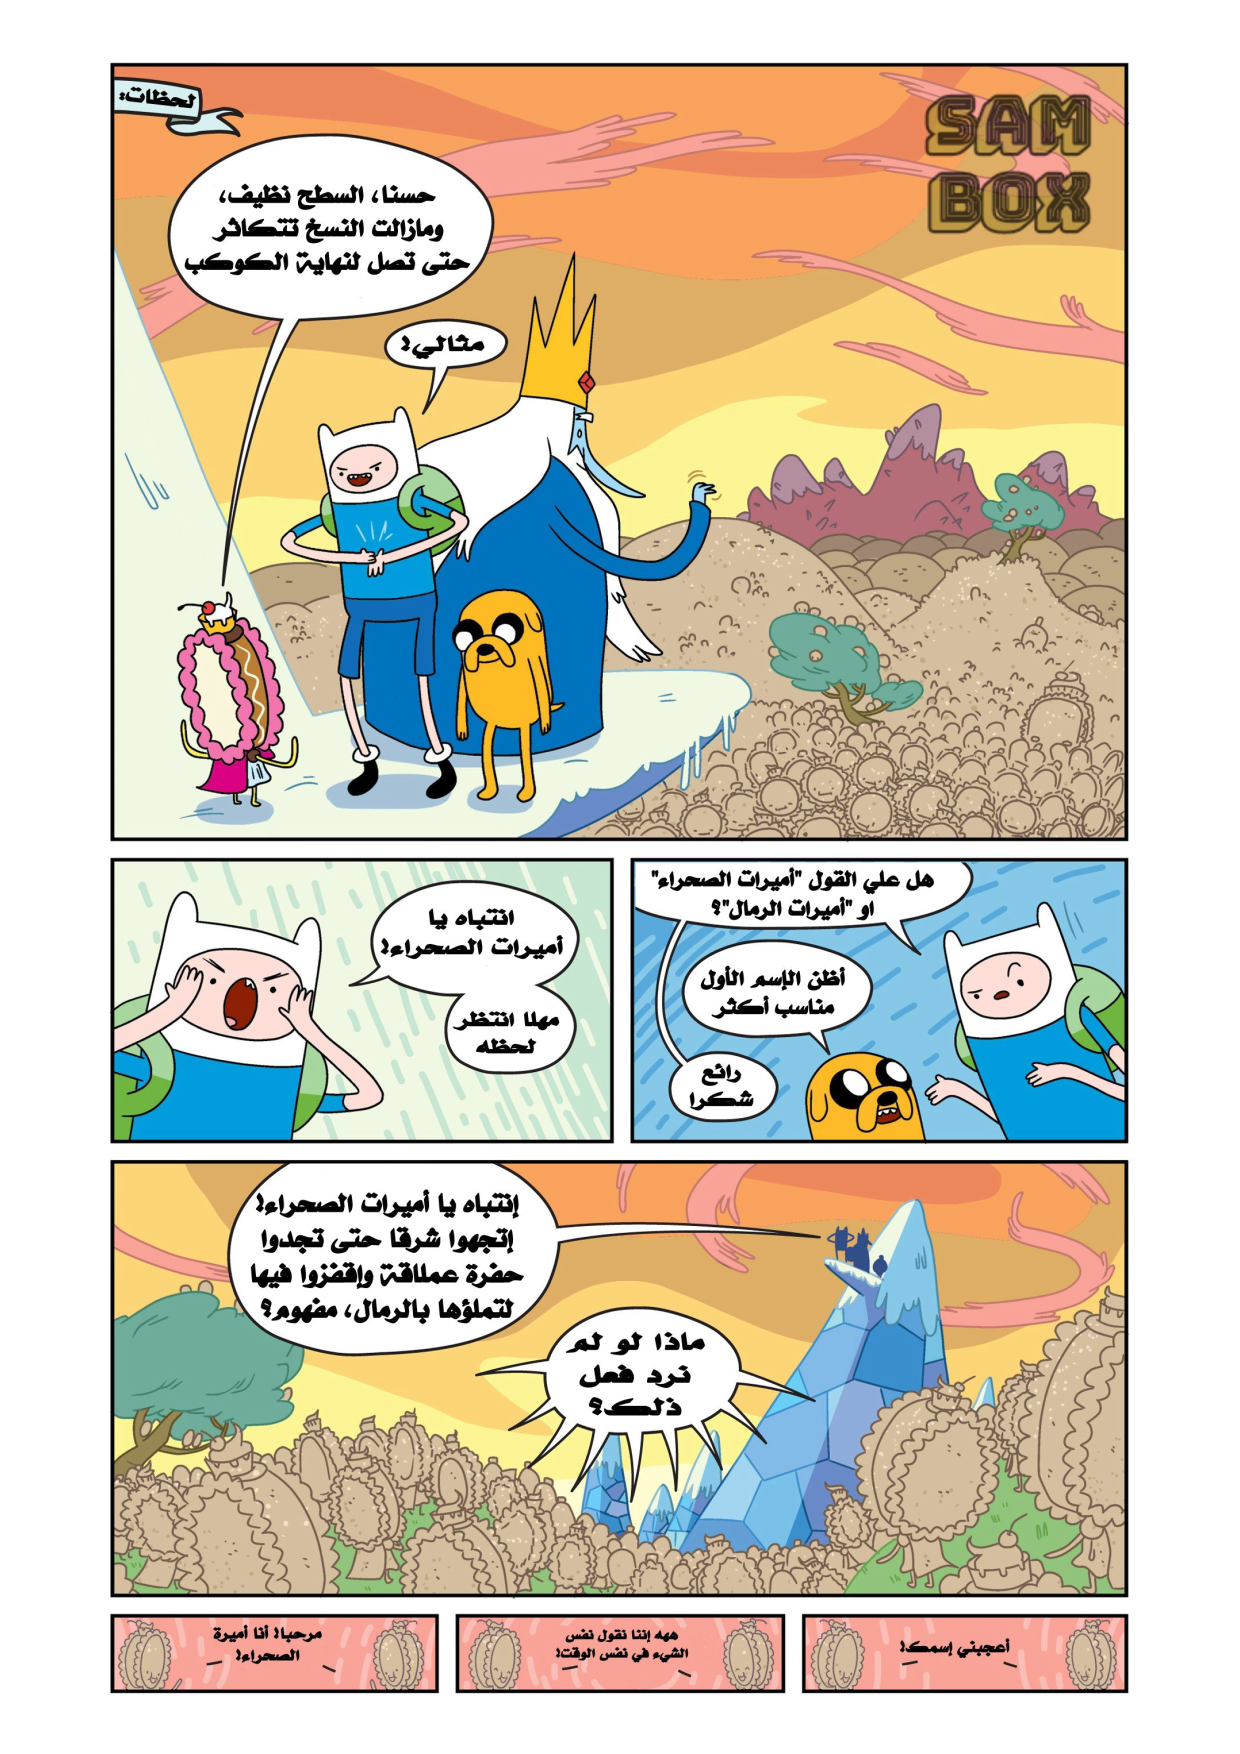 لحظات:
SAM
BOX
حسنا، السطح نظيف،
ومازالت النسخ تتكاثر
حتى تصل لنهاية الكوكب
مثالي!
انتباه يا
أميرات الصحراء!
مهلا انتظر
لحظه
هل علي القول "أميرات الصحراء"
او "أميرات الرمال"؟
أظن الإسم الأول
مناسب أكثر
رائع
شكرا
إنتباه يا أميرات الصحراء!
إتجهوا شرقا حتى تجدوا
حفرة عملاقة وإقفزوا فيها
لتملؤها بالرمال، مفهوم؟
ماذا لو لم
نرد فعل
ذلك؟
مرحبا! أنا أميرة
الصحراء!
ههه إننا نقول نفس
الشيء في نفس الوقت!
أعجبني إسمك!